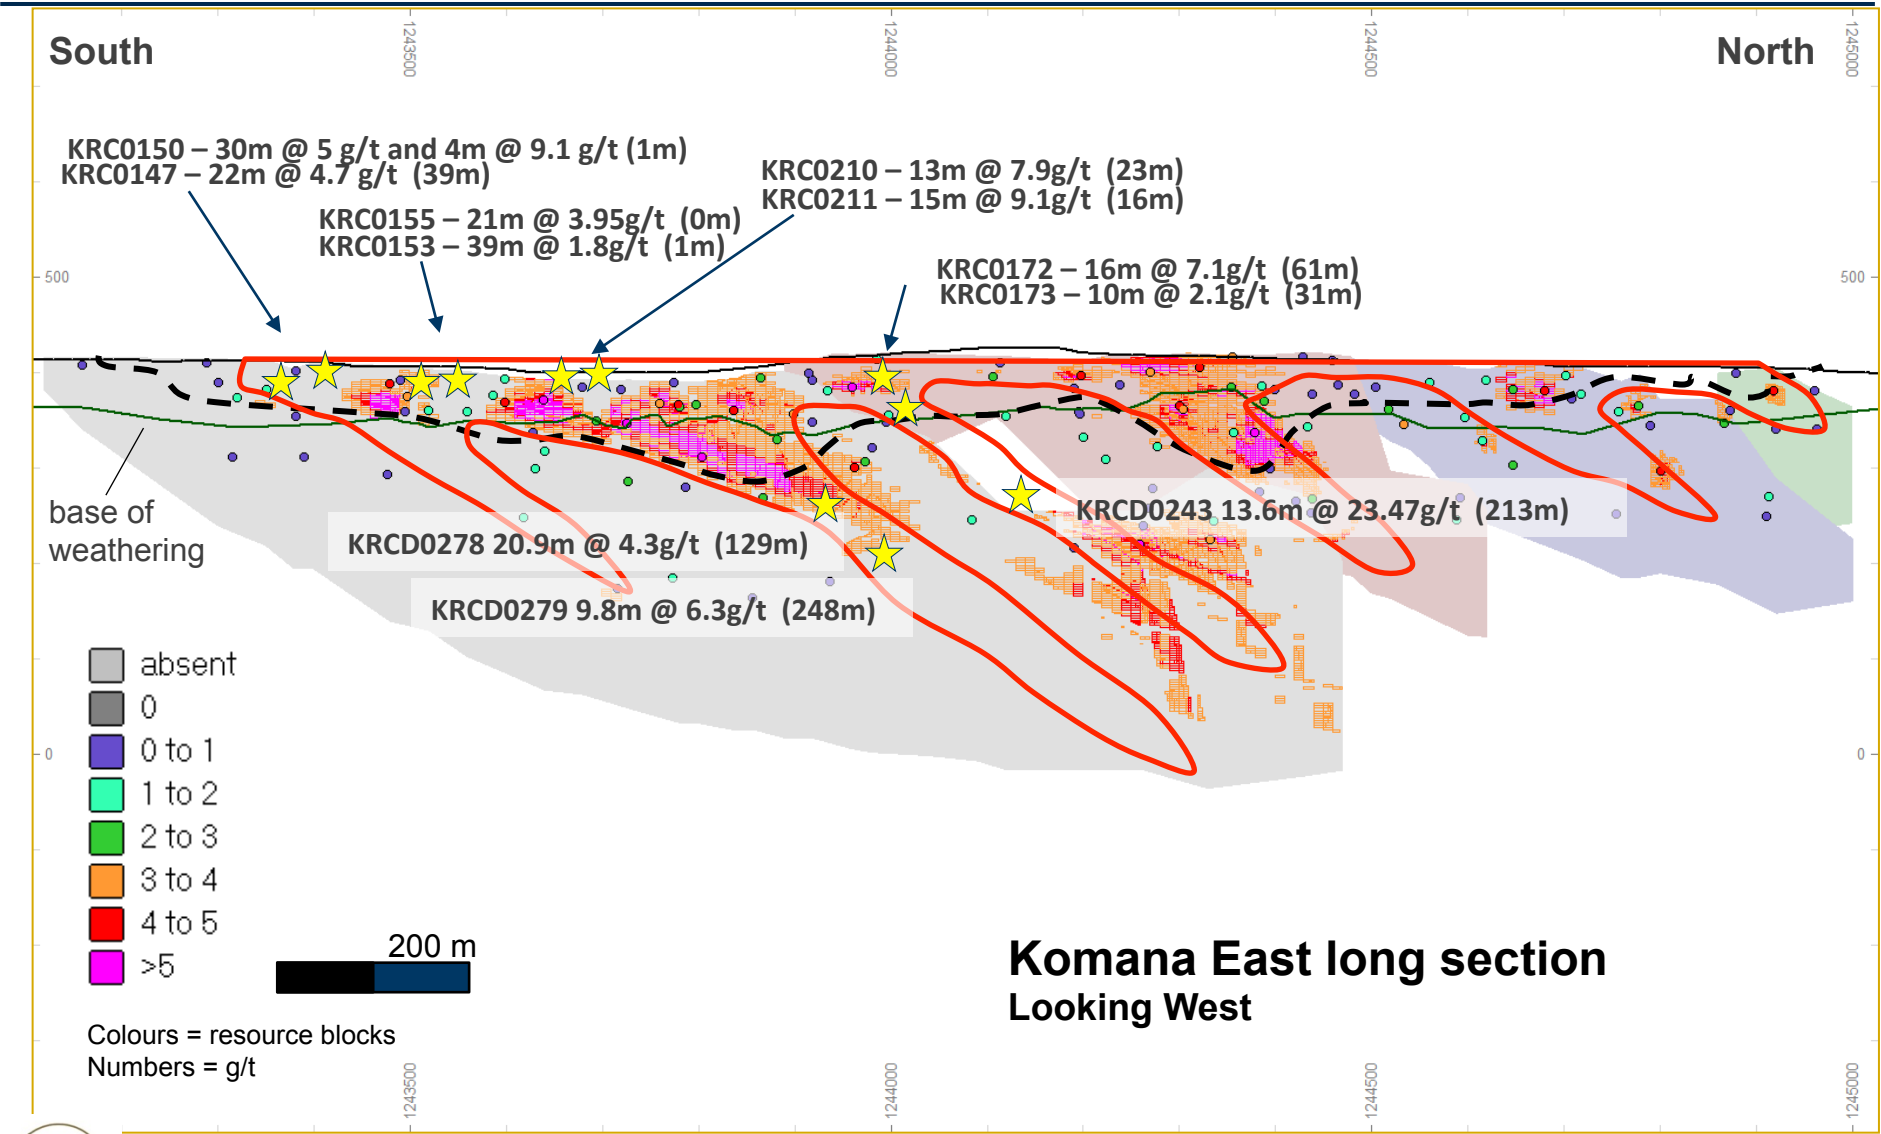 1243500
1244000
1244500
1245000
South
North
KRC0150 – 30m @ 5 g/t and 4m @ 9.1 g/t (1m)
KRC0147 – 22m @ 4.7 g/t (39m)
KRC0210 – 13m @ 7.9g/t (23m)
KRC0211 – 15m @ 9.1g/t (16m)
KRC0155 – 21m @ 3.95g/t (0m)
KRC0153 – 39m @ 1.8g/t (1m)
KRC0172 – 16m @ 7.1g/t (61m)
KRC0173 – 10m @ 2.1g/t (31m)
500
500
base of
weathering
KRCD0243 13.6m @ 23.47g/t (213m)
KRCD0278 20.9m @ 4.3g/t (129m)
KRCD0279 9.8m @ 6.3g/t (248m)
0
0
absent
0
0 to 1
1 to 2
2 to 3
3 to 4
4 to 5
>5
200 m
Colours = resource blocks
Numbers = g/t
Komana East long section
Looking West
1243500
1244000
1244500
1245000